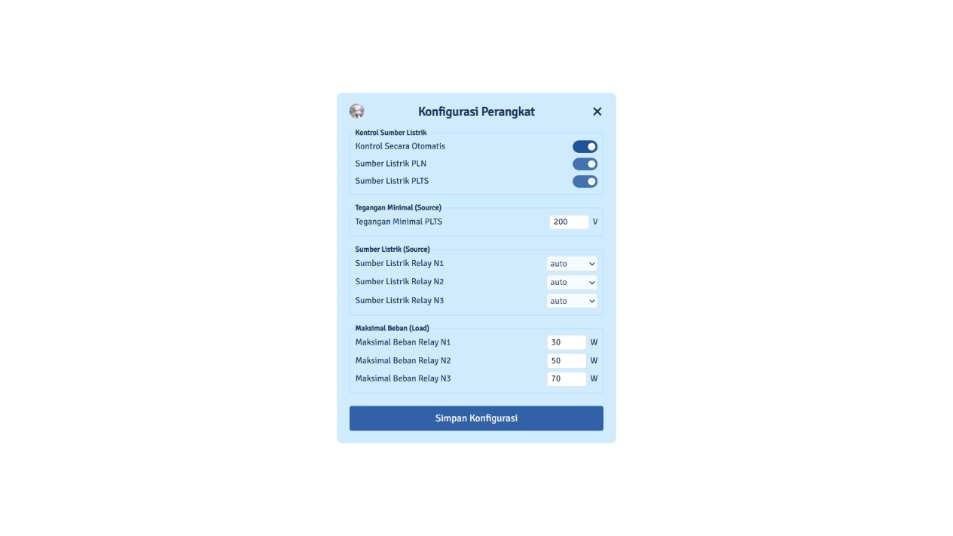 Konfigurasi Perangkat
Kontrol Sumber Listrik
Kontrol Secara Otomatis
Sumber Listrik PLN
Sumber Listrik PLTS
Tegangan Minimal (Source)
Tegangan Minimal PLTS 200 V
Sumber Listrik (Source)
Sumber Listrik Relay N1 auto
Sumber Listrik Relay N2 auto
Sumber Listrik Relay N3 auto
Maksimal Beban (Load)
Maksimal Beban Relay N1 30 W
Maksimal Beban Relay N2 50 W
Maksimal Beban Relay N3 70 W
Simpan Konfigurasi